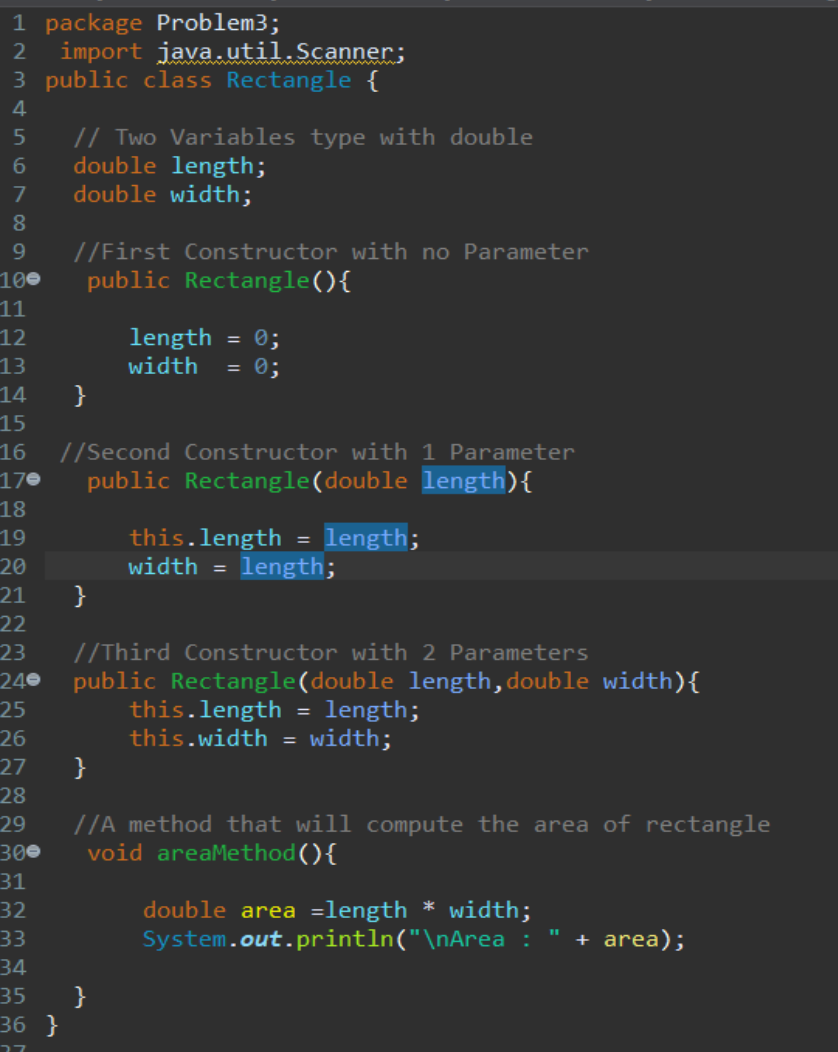 1 package Problem3;
2 import java.util.Scanner;
3 public class Rectangle {
4
5 // Two Variables type with double
6 double length;
7 double width;
8
9 //First Constructor with no Parameter
10 public Rectangle(){
11
12 length = 0;
13 width  = 0;
14 }
15
16 //Second Constructor with 1 Parameter
17 public Rectangle(double length){
18
19 this.length = length;
20 width = length;
21 }
22
23 //Third Constructor with 2 Parameters
24 public Rectangle(double length,double width){
25 this.length = length;
26 this.width = width;
27 }
28
29 //A method that will compute the area of rectangle
30 void areaMethod(){
31
32 double area =length * width;
33 System.out.println("\nArea : " + area);
34
35 }
36 }
37